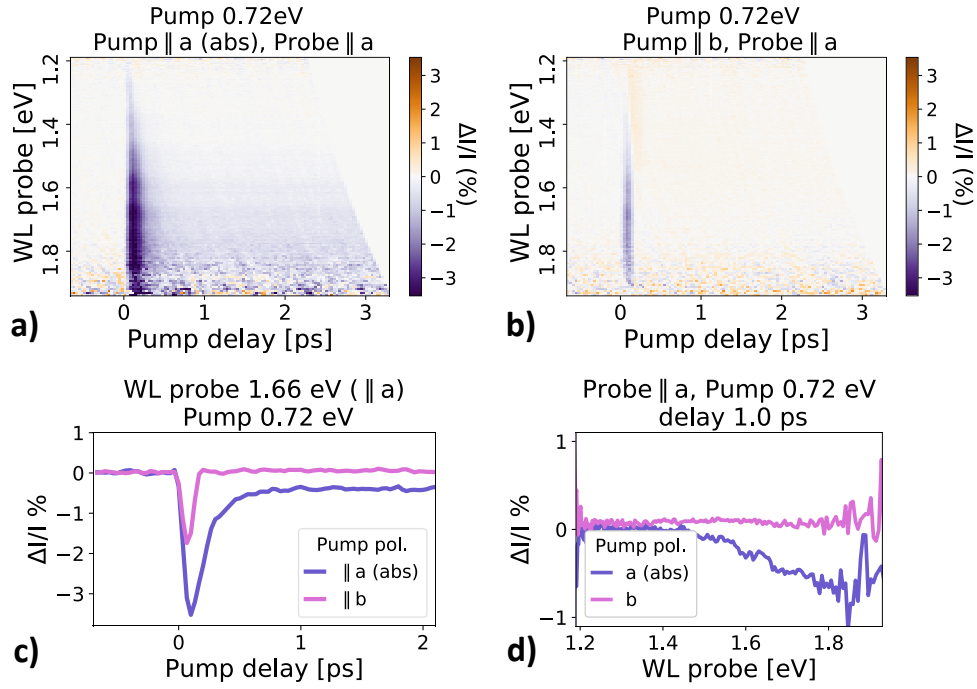 Pump 0.72eV
Pump ∥ a (abs), Probe ∥ a
WL probe [eV]
1.2
1.4
1.6
1.8
0
1
2
3
Pump delay [ps]
3
2
1
0
−1
−2
−3
ΔI/I (%)
a)
Pump 0.72eV
Pump ∥ b, Probe ∥ a
WL probe [eV]
1.2
1.4
1.6
1.8
0
1
2
3
Pump delay [ps]
3
2
1
0
−1
−2
−3
ΔI/I (%)
b)
WL probe 1.66 eV ( ∥ a)
Pump 0.72 eV
ΔI/I %
1
0
−1
−2
−3
Pump pol.
∥ a (abs)
∥ b
0
1
2
Pump delay [ps]
c)
Probe ∥ a, Pump 0.72 eV
delay 1.0 ps
ΔI/I %
1
0
−1
Pump pol.
a (abs)
b
1.2
1.4
1.6
1.8
WL probe [eV]
d)